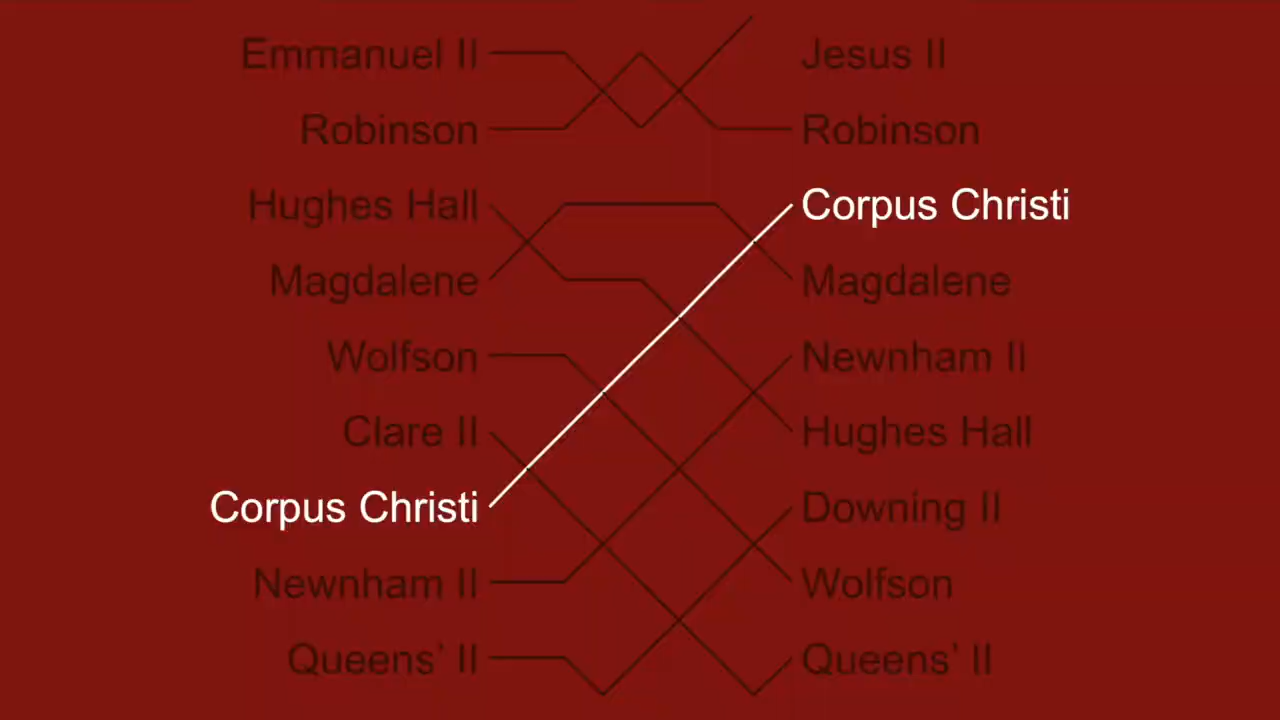 Emmanuel II
Jesus II
Robinson
Robinson
Hughes Hall
Corpus Christi
Magdalene
Magdalene
Wolfson
Newnham II
Clare II
Hughes Hall
Corpus Christi
Downing II
Newnham II
Wolfson
Queens’ II
Queens’ II